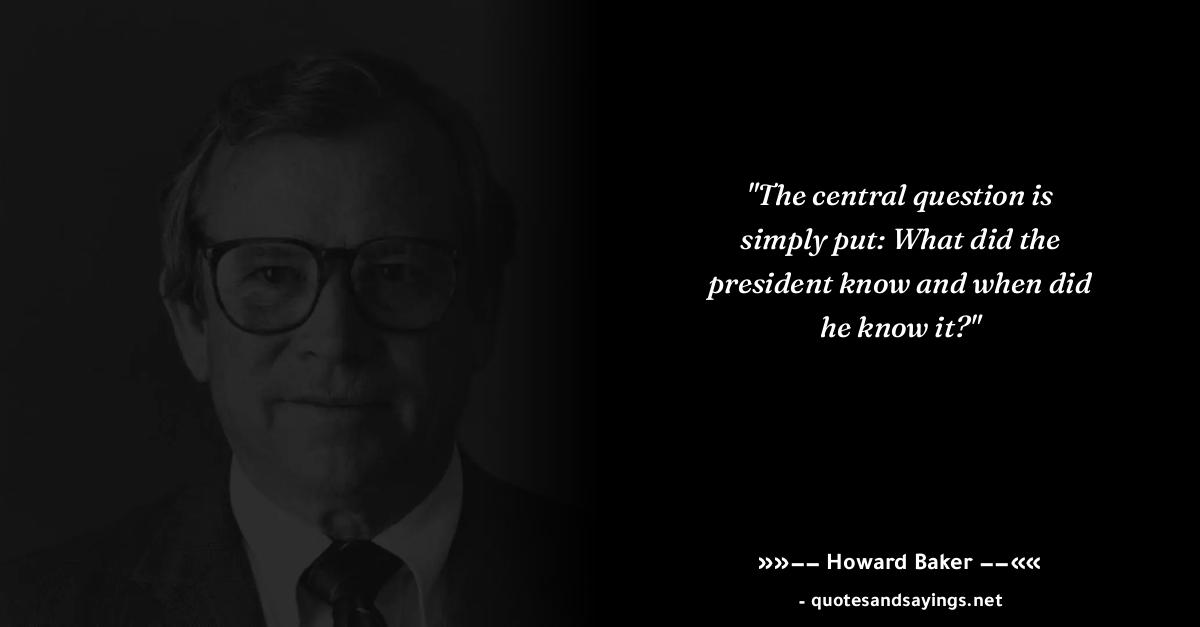 "The central question is
simply put: What did the
president know and when did
he know it?"
»»–– Howard Baker ––««
- quotesandsayings.net